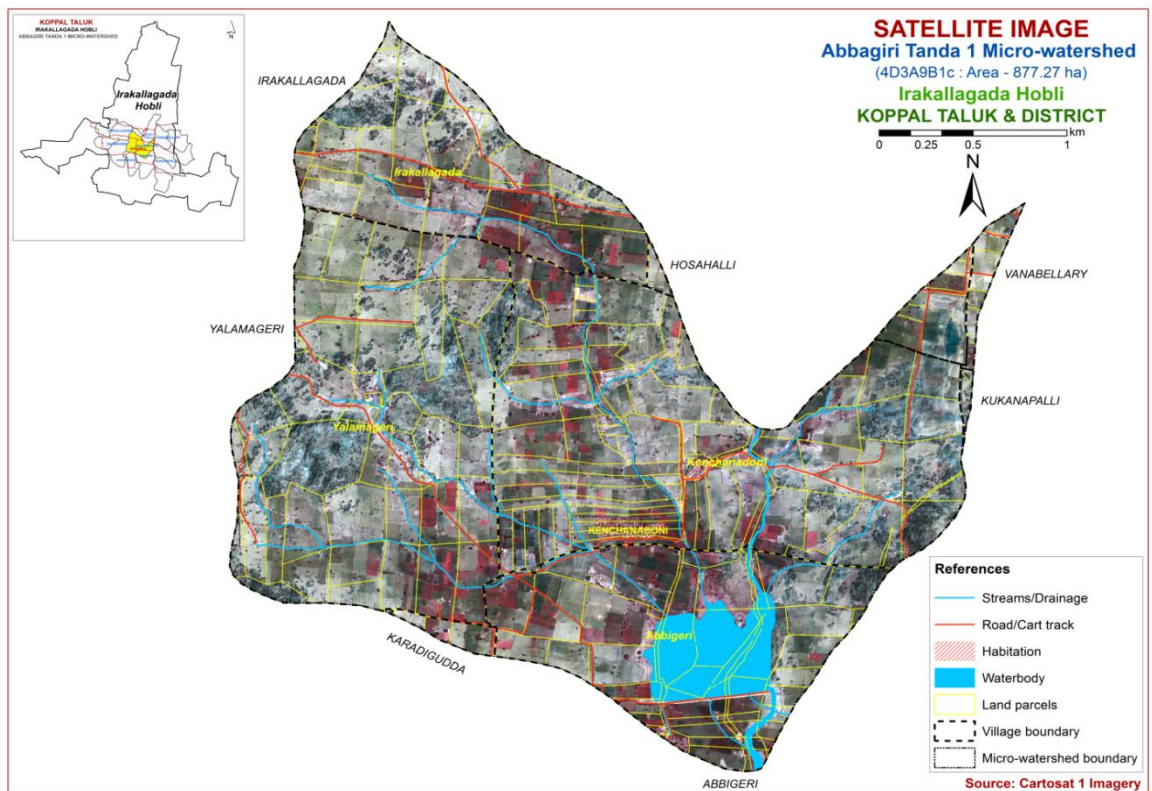 KOPPAL TALUK
IRAKALLAGADA HOBLI
ABBAGIRI TANDA 1 MICRO-WATERSHED
N
Irakallagada
Hobli
SATELLITE IMAGE
Abbagiri Tanda 1 Micro-watershed
(4D3A9B1c : Area - 877.27 ha)
Irakallagada Hobli
KOPPAL TALUK & DISTRICT
km
0 0.25 0.5 1
N
IRAKALLAGADA
Irakallagada
HOSAHALLI
VANABELLARY
YALAMAGERI
KUKANAPALLI
Yalamageri
Kenchanadoni
KENCHANADONI
Abbigeri
KARADIGUDDA
ABBIGERI
References
Streams/Drainage
Road/Cart track
Habitation
Waterbody
Land parcels
Village boundary
Micro-watershed boundary
Source: Cartosat 1 Imagery